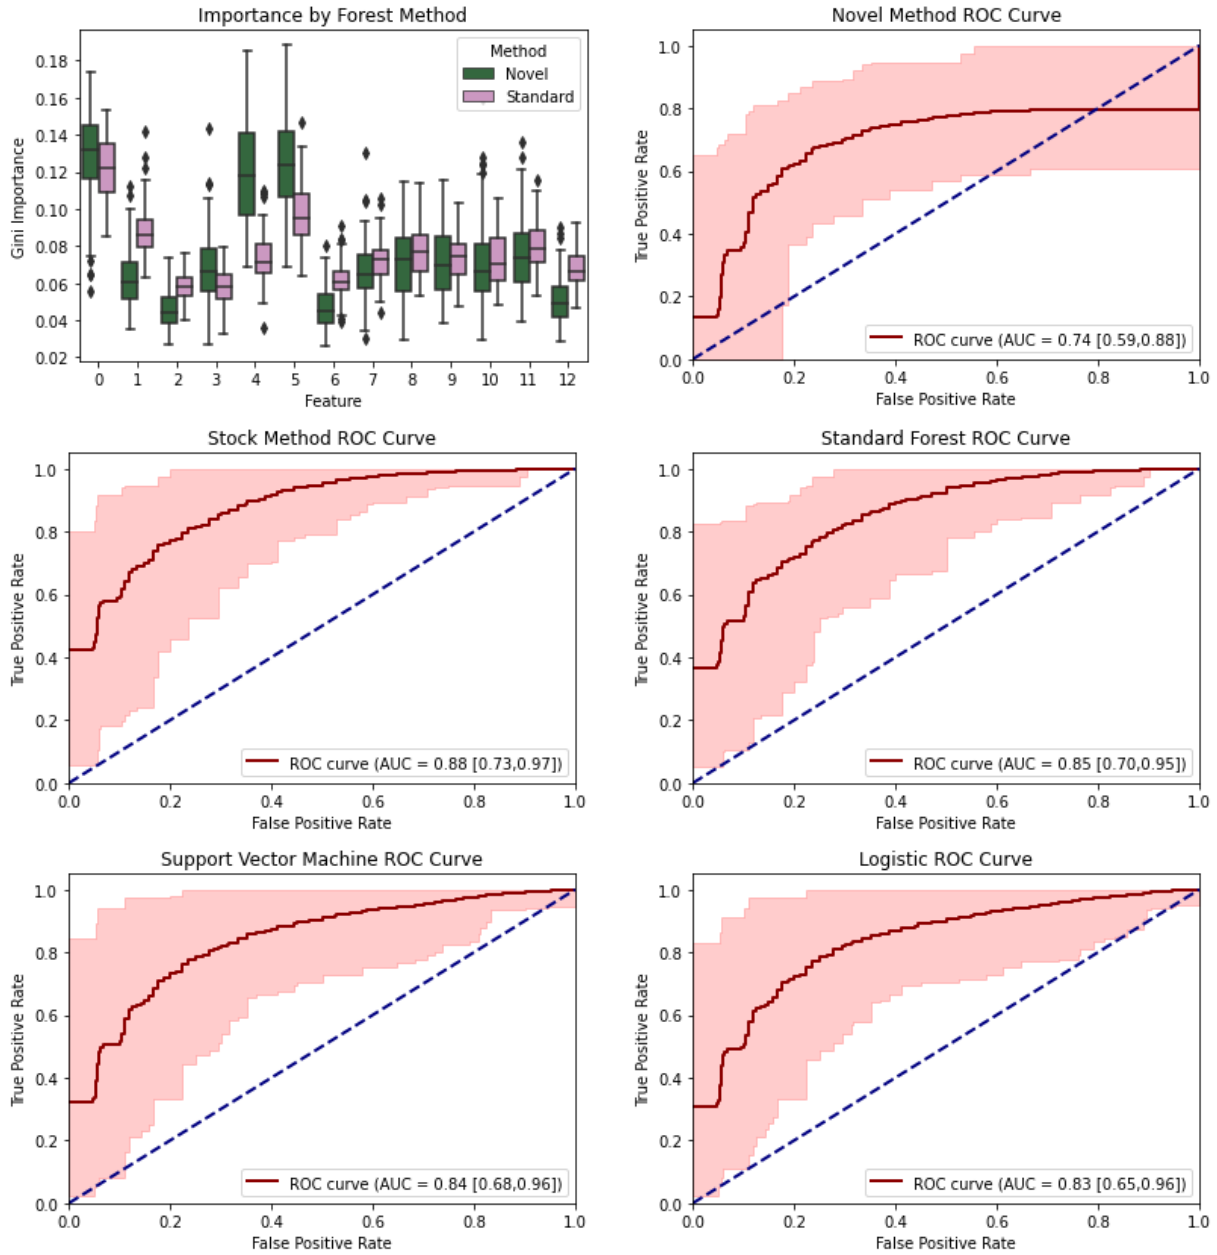 Importance by Forest Method
Gini Importance
0.18
0.16
0.14
0.12
0.10
0.08
0.06
0.04
0.02
Method
Novel
Standard
0 1 2 3 4 5 6 7 8 9 10 11 12
Feature
Novel Method ROC Curve
True Positive Rate
1.0
0.8
0.6
0.4
0.2
0.0
ROC curve (AUC = 0.74 [0.59,0.88])
0.0 0.2 0.4 0.6 0.8 1.0
False Positive Rate
Stock Method ROC Curve
True Positive Rate
1.0
0.8
0.6
0.4
0.2
0.0
ROC curve (AUC = 0.88 [0.73,0.97])
0.0 0.2 0.4 0.6 0.8 1.0
False Positive Rate
Standard Forest ROC Curve
True Positive Rate
1.0
0.8
0.6
0.4
0.2
0.0
ROC curve (AUC = 0.85 [0.70,0.95])
0.0 0.2 0.4 0.6 0.8 1.0
False Positive Rate
Support Vector Machine ROC Curve
True Positive Rate
1.0
0.8
0.6
0.4
0.2
0.0
ROC curve (AUC = 0.84 [0.68,0.96])
0.0 0.2 0.4 0.6 0.8 1.0
False Positive Rate
Logistic ROC Curve
True Positive Rate
1.0
0.8
0.6
0.4
0.2
0.0
ROC curve (AUC = 0.83 [0.65,0.96])
0.0 0.2 0.4 0.6 0.8 1.0
False Positive Rate